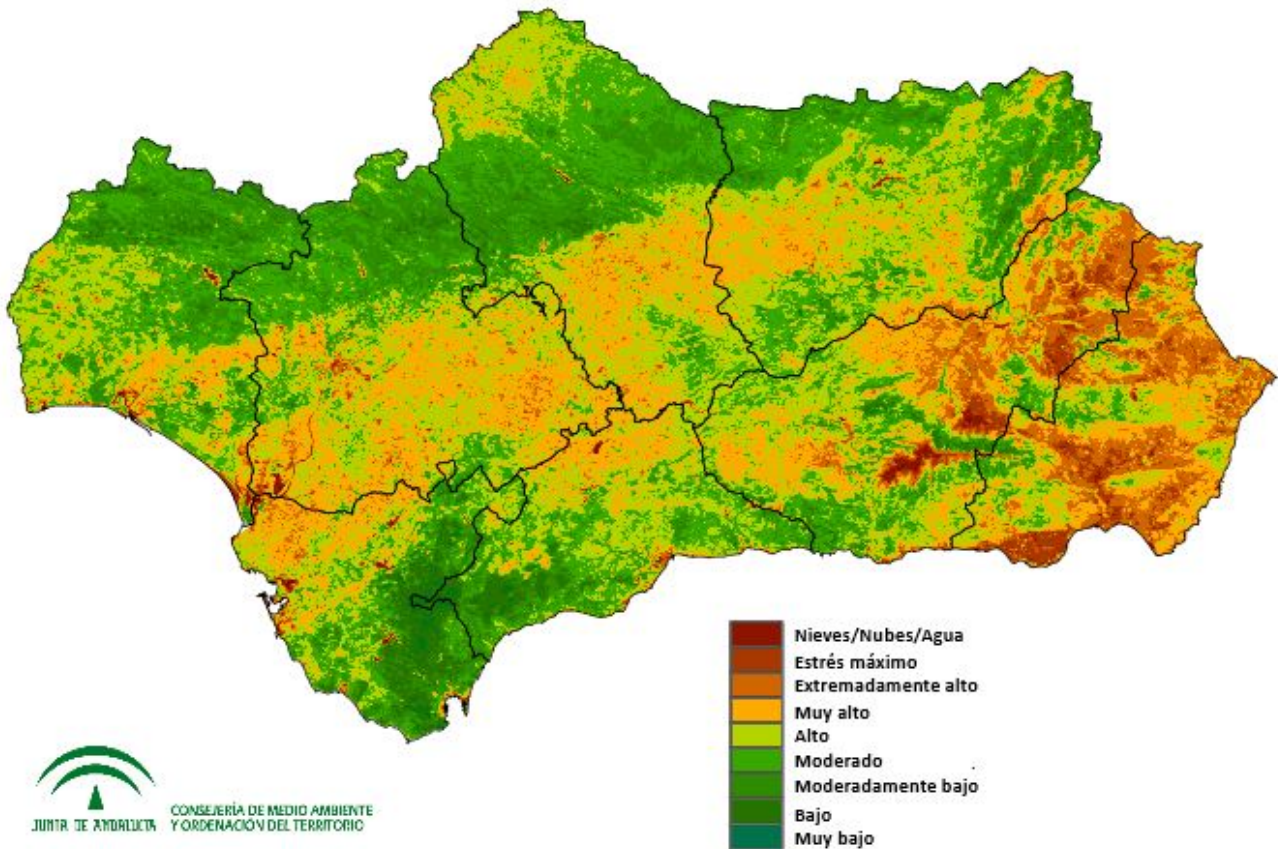 Nieves/Nubes/Agua
Estrés máximo
Extremadamente alto
Muy alto
Alto
Moderado
Moderadamente bajo
Bajo
Muy bajo
JUNTA DE ANDALUCIA
CONSEJERÍA DE MEDIO AMBIENTE
Y ORDENACIÓN DEL TERRITORIO